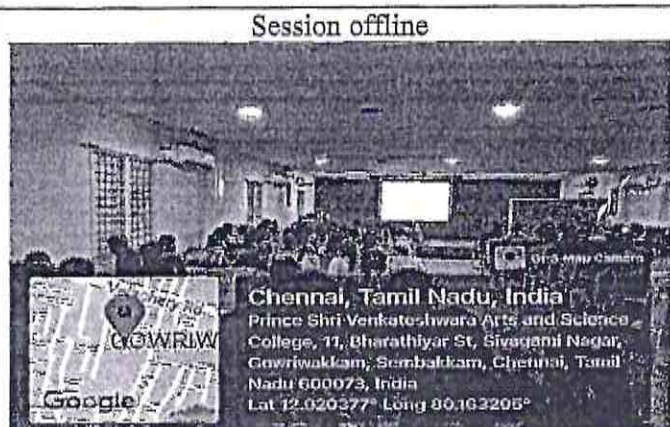 Session offline
GPS Map Camera
GOWRIW
Google
Chennai, Tamil Nadu, India
Prince Shri Venkateshwara Arts and Science
College, 11, Bharathiyar St, Sivagami Nagar,
Gowriwakkam, Sembakkam, Chennai, Tamil
Nadu 600073, India
Lat 12.920377° Long 80.163205°